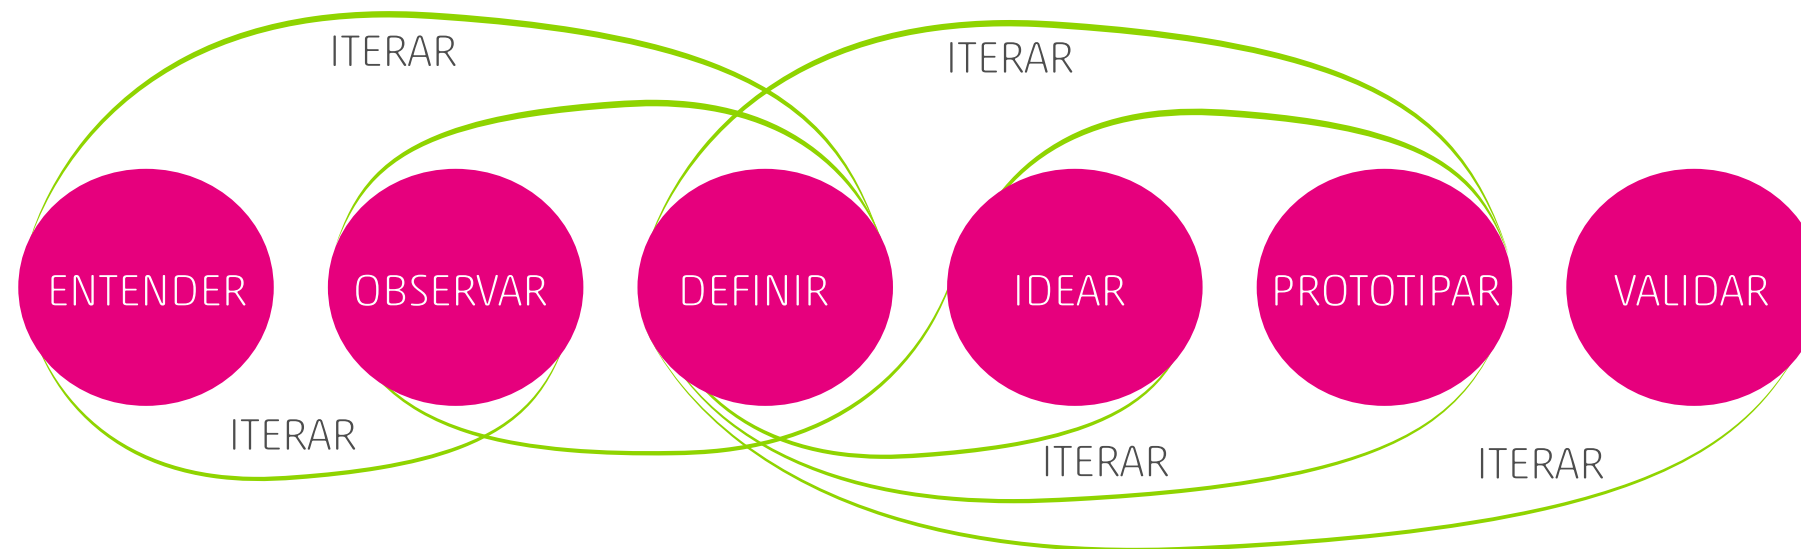 ITERAR
ITERAR
ENTENDER
OBSERVAR
DEFINIR
IDEAR
PROTOTIPAR
VALIDAR
ITERAR
ITERAR
ITERAR